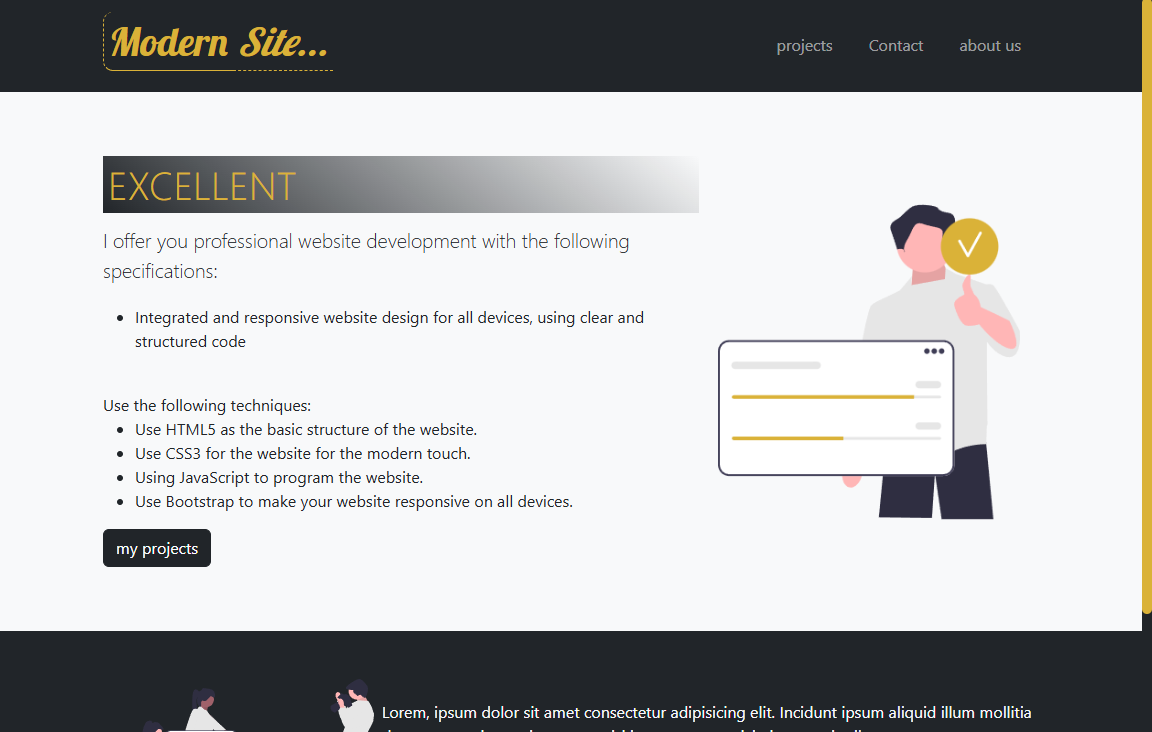 Modern Site...
projects Contact about us
EXCELLENT
I offer you professional website development with the following
specifications:
Integrated and responsive website design for all devices, using clear and
structured code
Use the following techniques:
Use HTML5 as the basic structure of the website.
Use CSS3 for the website for the modern touch.
Using JavaScript to program the website.
Use Bootstrap to make your website responsive on all devices.
my projects
Lorem, ipsum dolor sit amet consectetur adipisicing elit. Incidunt ipsum aliquid illum mollitia